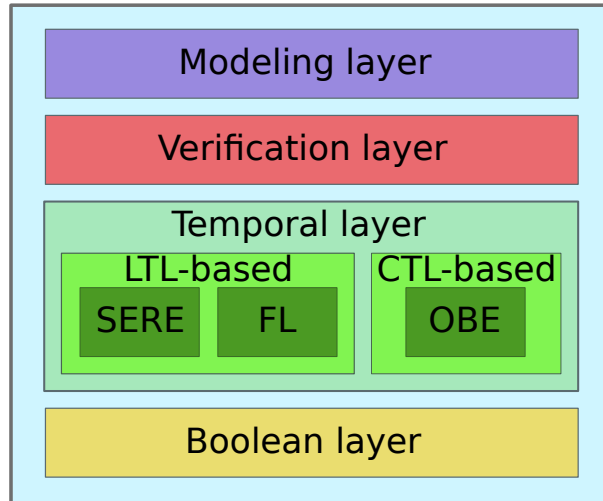 Modeling layer
Verification layer
Temporal layer
LTL-based CTL-based
SERE FL OBE
Boolean layer